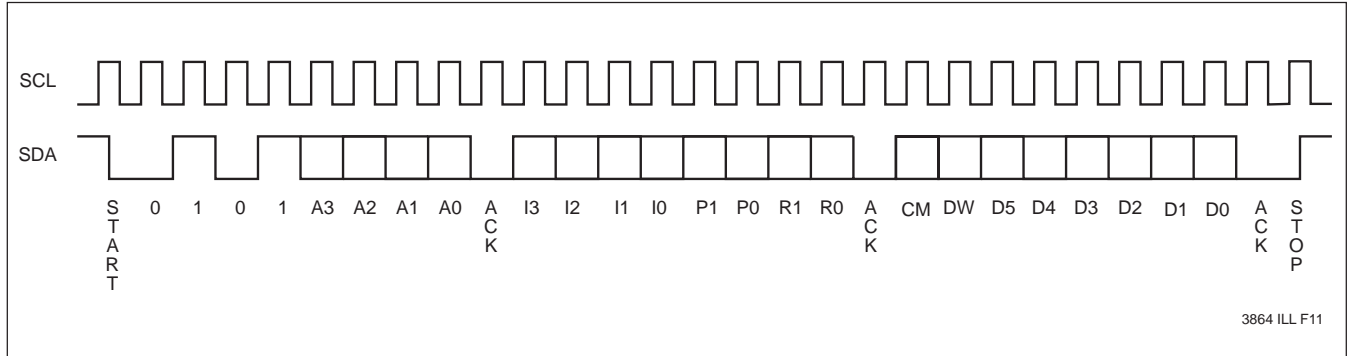 SCL
SDA
START 0 1 0 1 A3 A2 A1 A0 ACK I3 I2 I1 I0 P1 P0 R1 R0 ACK CM DW D5 D4 D3 D2 D1 D0 ACK STOP
3864 ILL F11